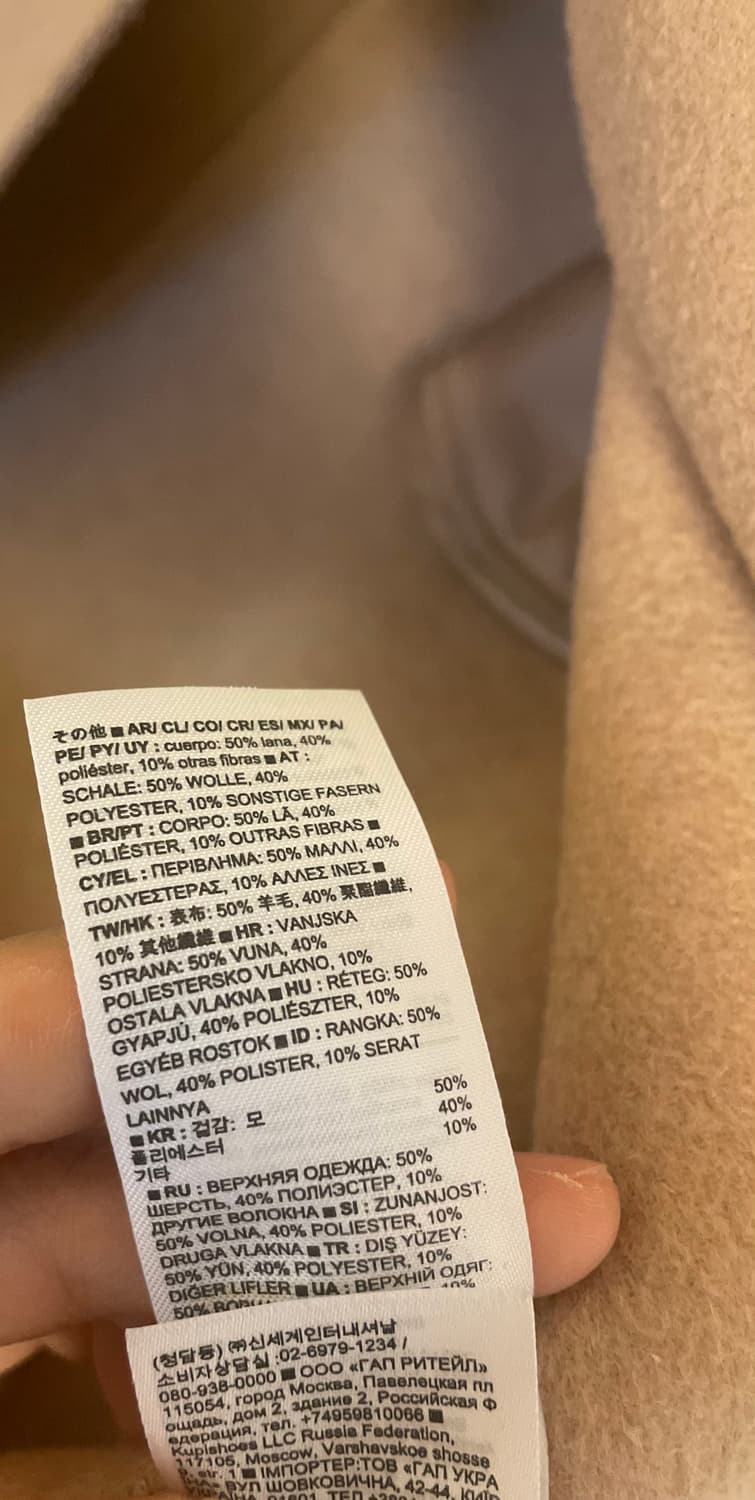 その他 ■ AR/ CL/ CO/ CR/ ES/ MX/ PA/
PE/ PY/ UY : cuerpo: 50% lana, 40%
poliéster, 10% otras fibras ■ AT :
SCHALE: 50% WOLLE, 40%
POLYESTER, 10% SONSTIGE FASERN
■ BR/PT : CORPO: 50% LÃ, 40%
POLIÉSTER, 10% OUTRAS FIBRAS ■
CY/EL : ΠΕΡΙΒΛΗΜΑ: 50% ΜΑΛΛΙ, 40%
ΠΟΛΥΕΣΤΕΡΑΣ, 10% ΑΛΛΕΣ ΙΝΕΣ ■
TW/HK : 表布: 50% 羊毛, 40% 聚酯纖維,
10% 其他纖維 ■ HR : VANJSKA
STRANA: 50% VUNA, 40%
POLIESTERSKO VLAKNO, 10%
OSTALA VLAKNA ■ HU : RÉTEG: 50%
GYAPJÚ, 40% POLIÉSZTER, 10%
EGYÉB ROSTOK ■ ID : RANGKA: 50%
WOL, 40% POLISTER, 10% SERAT
LAINNYA
■ KR : 겉감: 모 50%
폴리에스터 40%
기타 10%
■ RU : ВЕРХНЯЯ ОДЕЖДА: 50%
ШЕРСТЬ, 40% ПОЛИЭСТЕР, 10%
ДРУГИЕ ВОЛОКНА ■ SI : ZUNANJOST:
50% VOLNA, 40% POLIESTER, 10%
DRUGA VLAKNA ■ TR : DIŞ YÜZEY:
50% YÜN, 40% POLYESTER, 10%
DİĞER LIFLER ■ UA : ВЕРХНІЙ ОДЯГ:
50%
(청담동) ㈜신세계인터내셔날
소비자상담실 :02-6979-1234 /
080-938-0000 ■ ООО «ГАП РИТЕЙЛ»
115054, город Москва, Павелецкая пл
ощадь, дом 2, здание 2, Российская Ф
едерация, тел. +74959810066 ■
Kupishoes LLC Russia Federation,
117105, Moscow, Varshavskoe shosse
str. 1 ■ ІМПОРТЕР:ТОВ «ГАП УКРА
ВУЛ ШОВКОВИЧНА, 42-44,
01601, ТЕЛ